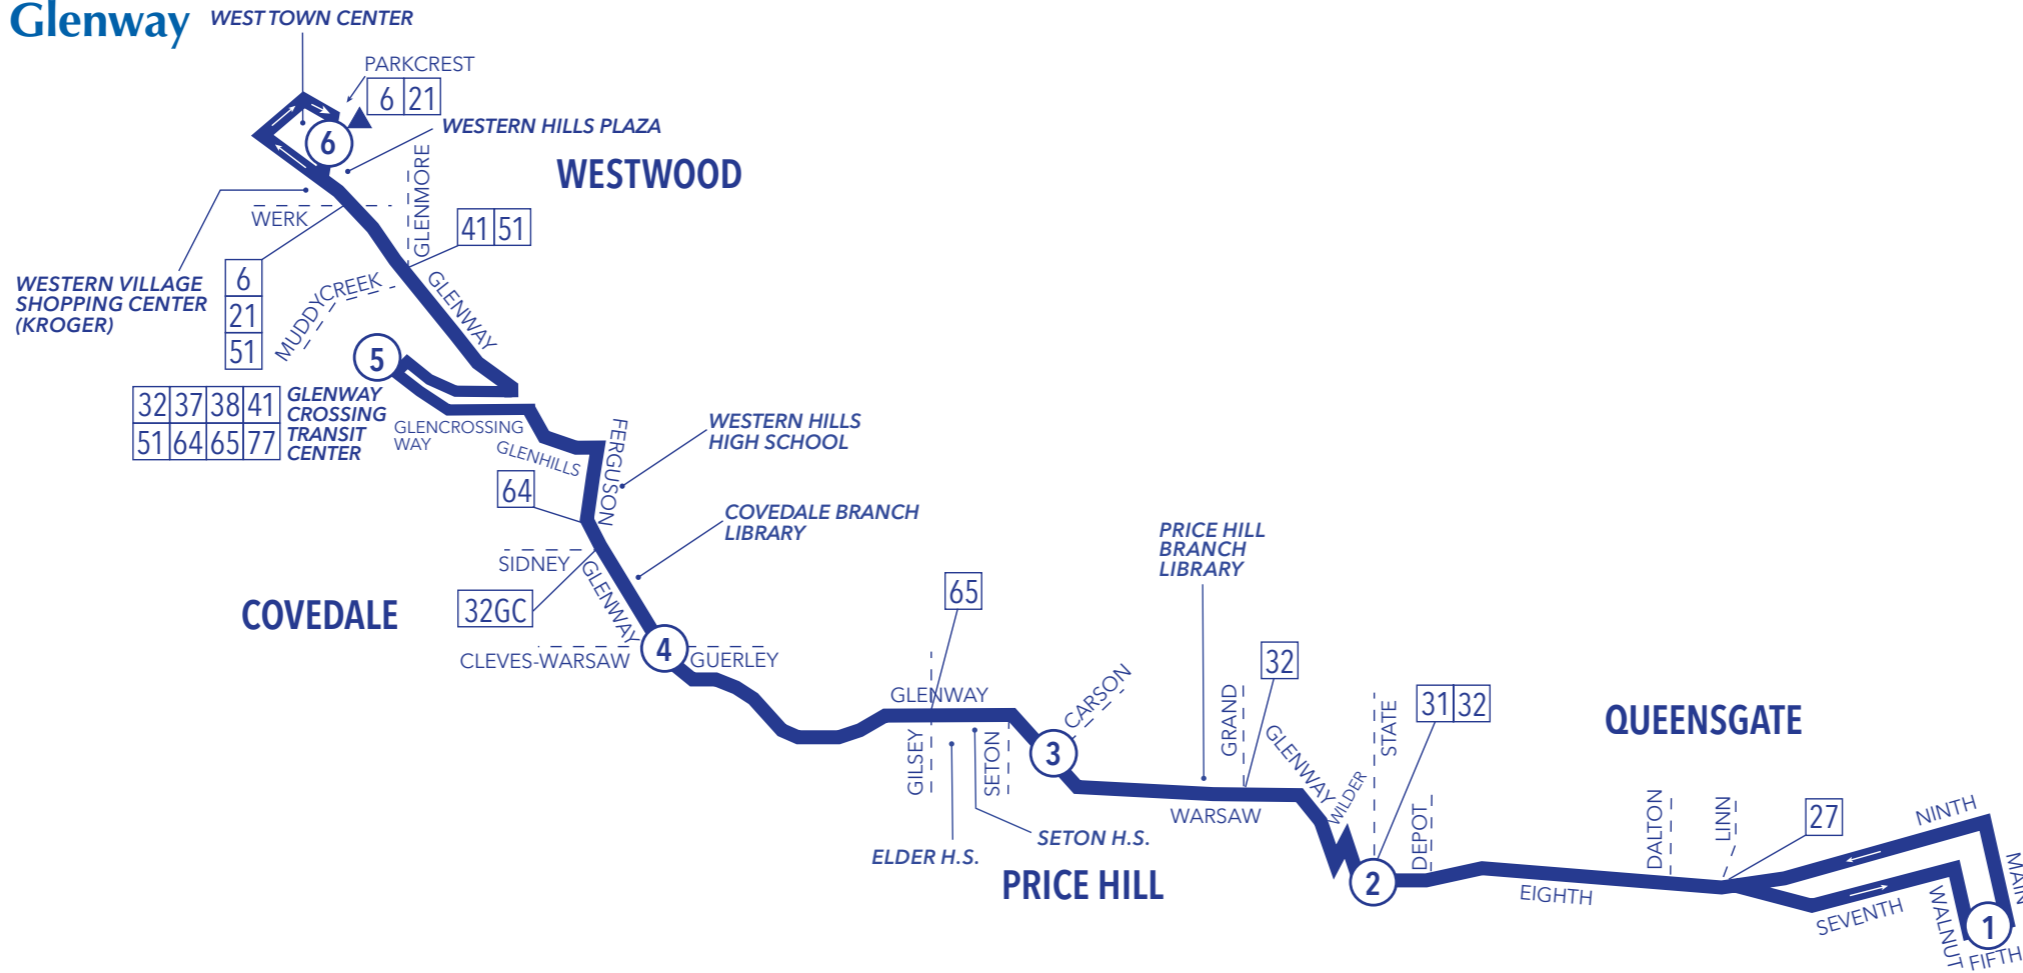 Glenway
WEST TOWN CENTER
PARKCREST
6 21
6
WESTERN HILLS PLAZA
WESTWOOD
GLENMORE
WERK
41 51
WESTERN VILLAGE
SHOPPING CENTER
(KROGER)
6
21
51
MUDDY CREEK
GLENWAY
5
32 37 38 41
51 64 65 77
GLENWAY
CROSSING
TRANSIT
CENTER
GLENCROSSING
WAY
GLENHILLS
FERGUSON
WESTERN HILLS
HIGH SCHOOL
64
COVEDALE BRANCH
LIBRARY
SIDNEY
GLENWAY
32GC
COVEDALE
CLEVES-WARSAW
4
GUERLEY
65
PRICE HILL
BRANCH
LIBRARY
GLENWAY
GILSEY
SETON
ELDER H.S.
SETON H.S.
3
CARSON
PRICE HILL
GRAND
32
WARSAW
GLENWAY
WILDER
STATE
31 32
2
DEPOT
QUEENSGATE
EIGHTH
DALTON
LINN
27
NINTH
SEVENTH
WALNUT
MAIN
1
FIFTH